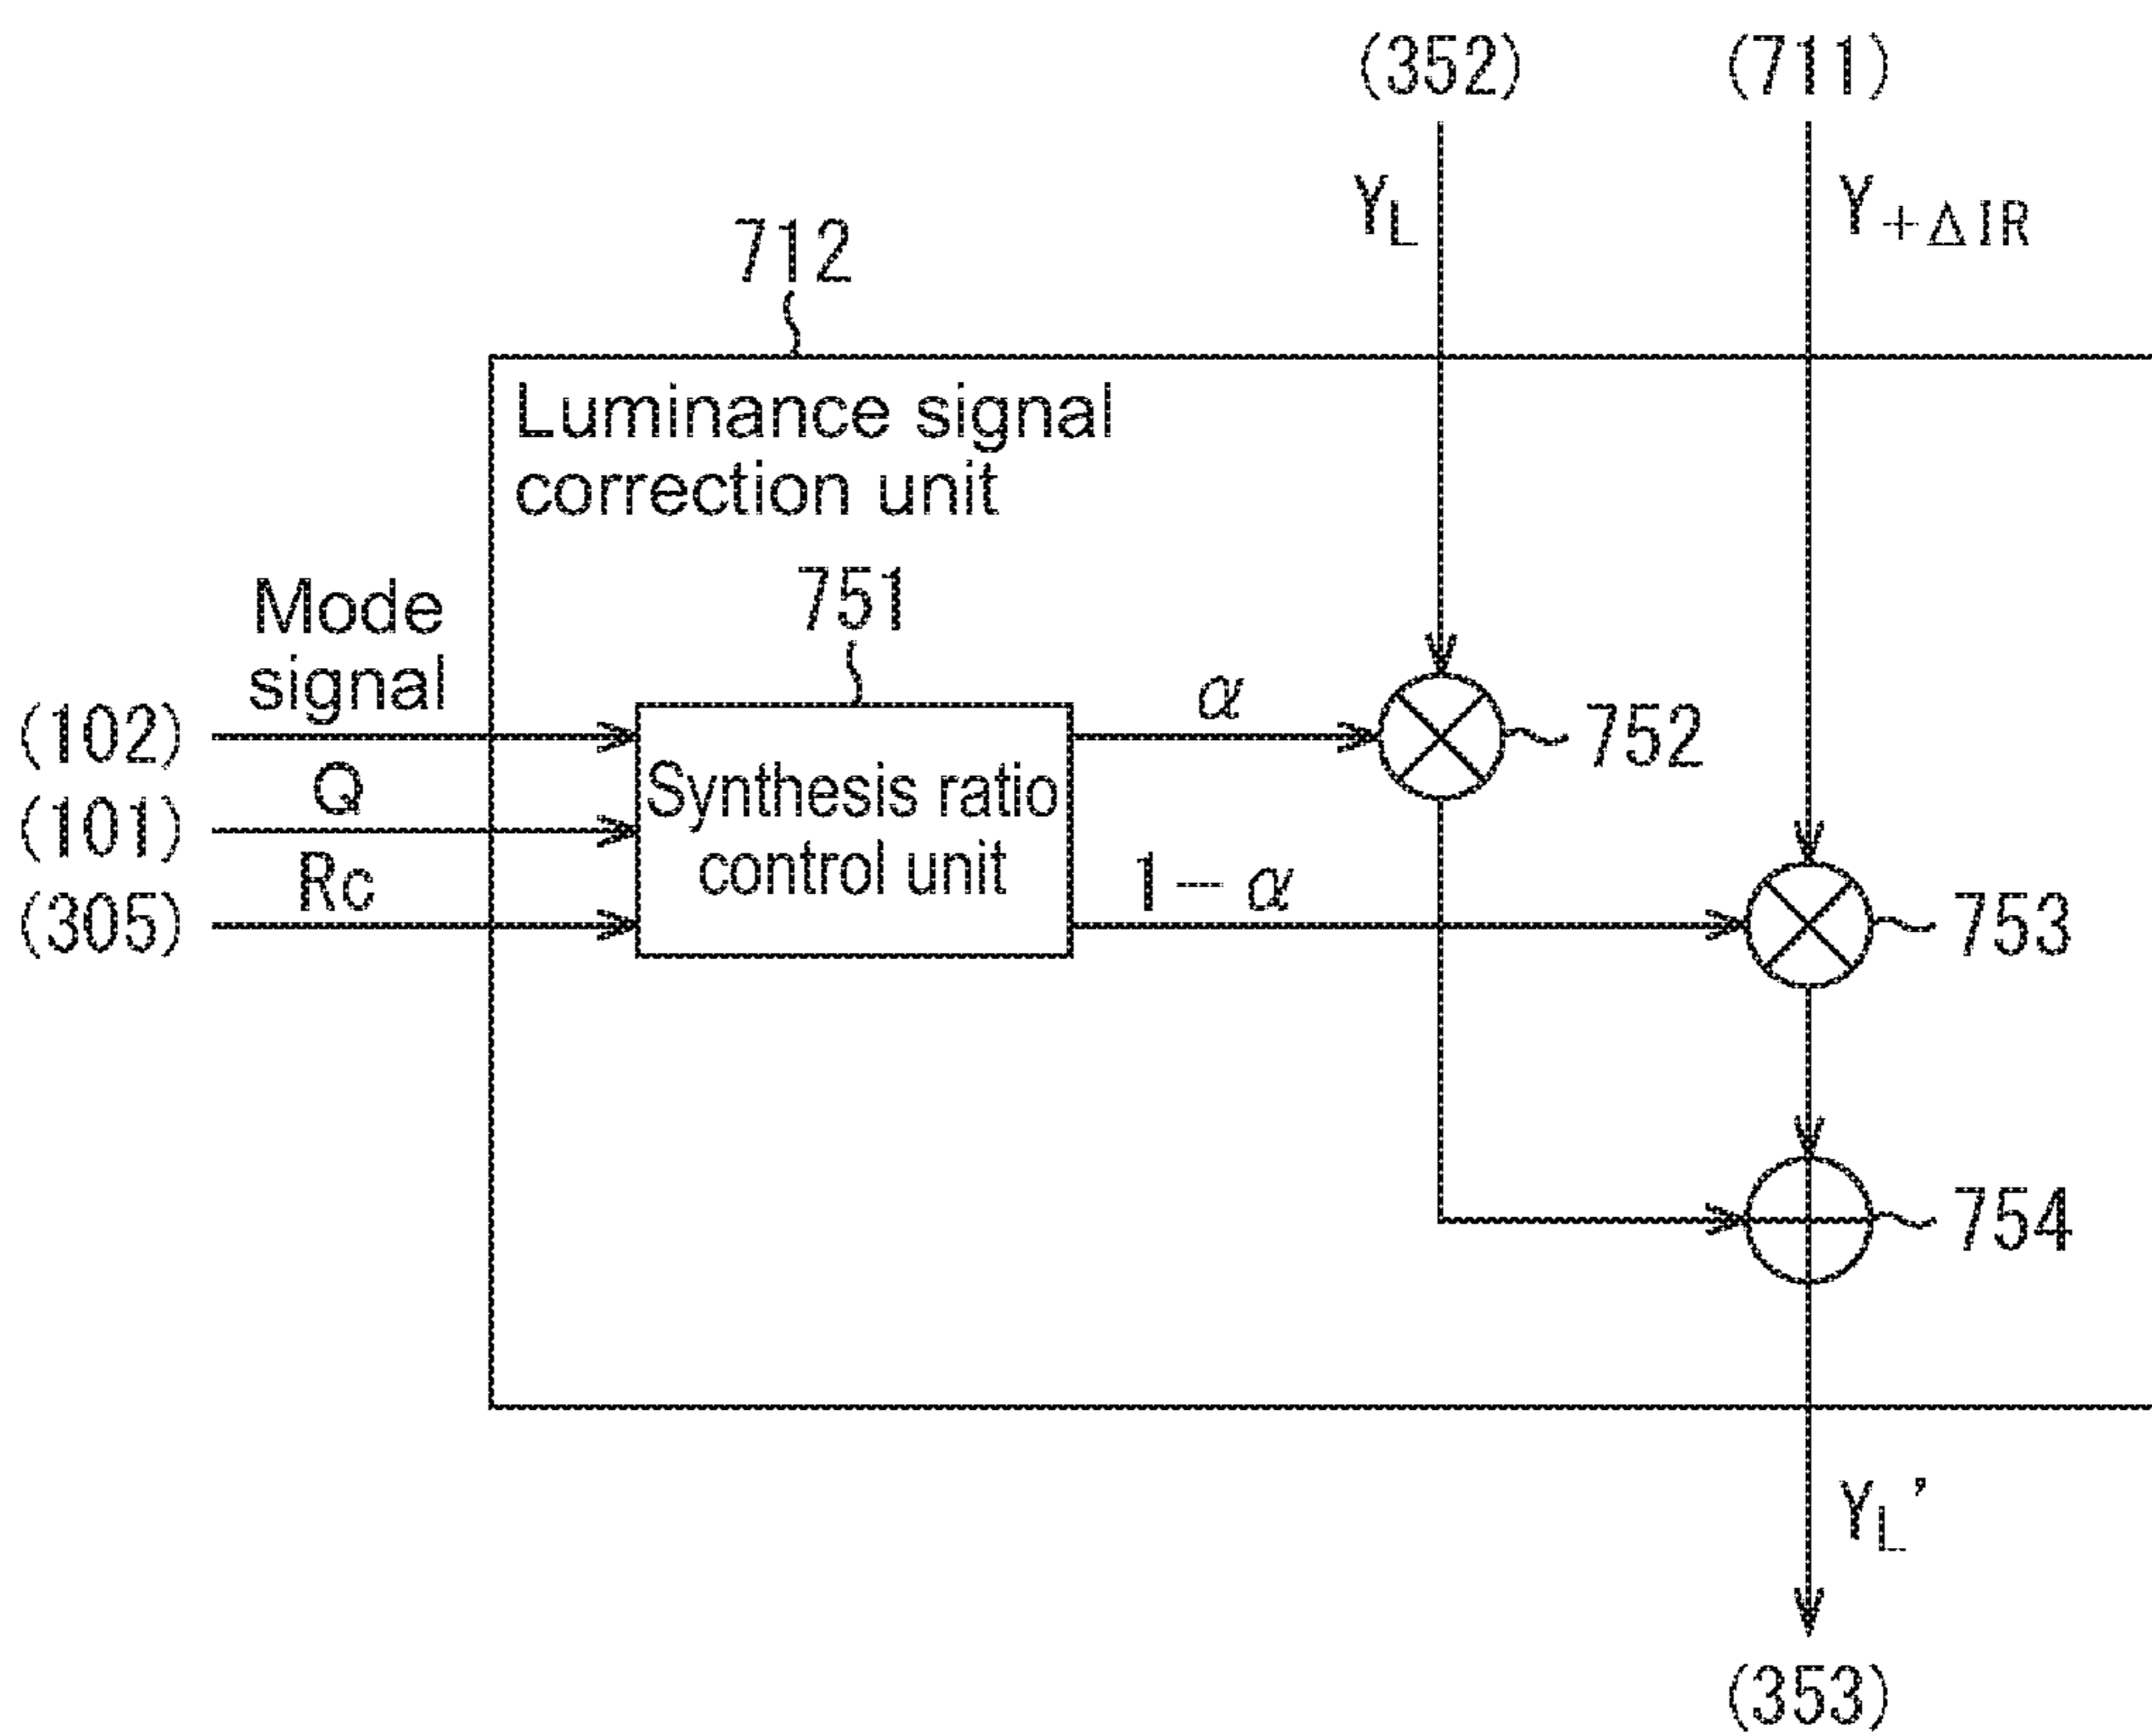 (352)
(711)
YL
Y+ΔIR
712
Luminance signal
correction unit
Mode
signal
751
α
(102)
752
Q
Synthesis ratio
control unit
(101)
Rc
1-α
(305)
753
754
YL'
(353)